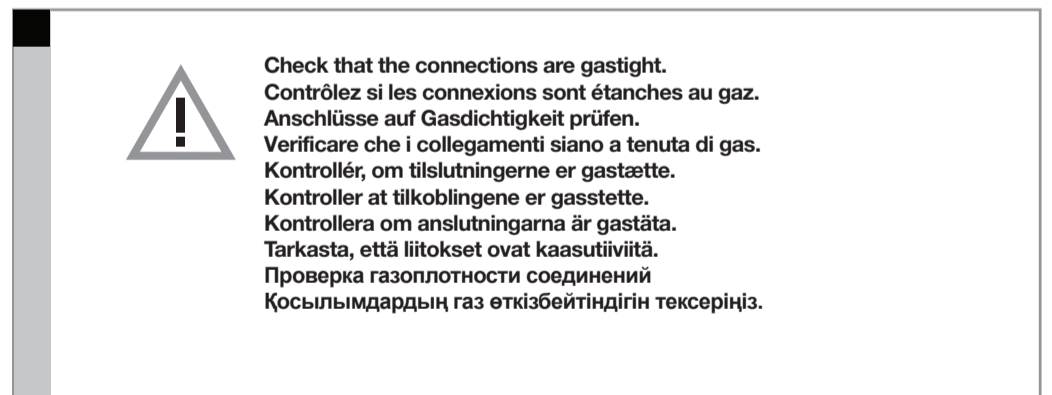 Check that the connections are gastight.
Contrôlez si les connexions sont étanches au gaz.
Anschlüsse auf Gasdichtigkeit prüfen.
Verificare che i collegamenti siano a tenuta di gas.
Kontrollér, om tilslutningerne er gastætte.
Kontroller at tilkoblingene er gasstette.
Kontrollera om anslutningarna är gastäta.
Tarkasta, että liitokset ovat kaasutiiviitä.
Проверка газоплотности соединений
Қосылымдардың газ өткізбейтіндігін тексеріңіз.